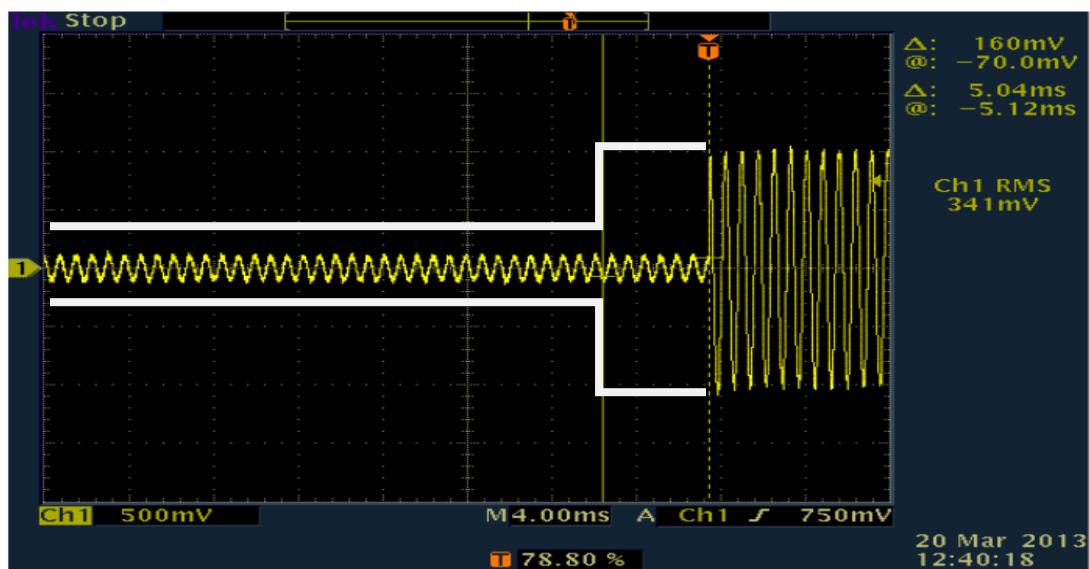 Tek Stop
T
T
Δ: 160mV
@: −70.0mV
Δ: 5.04ms
@: −5.12ms
Ch1 RMS
341mV
1
Ch1 500mV M 4.00ms A Ch1 ʃ 750mV
T 78.80 %
20 Mar 2013
12:40:18